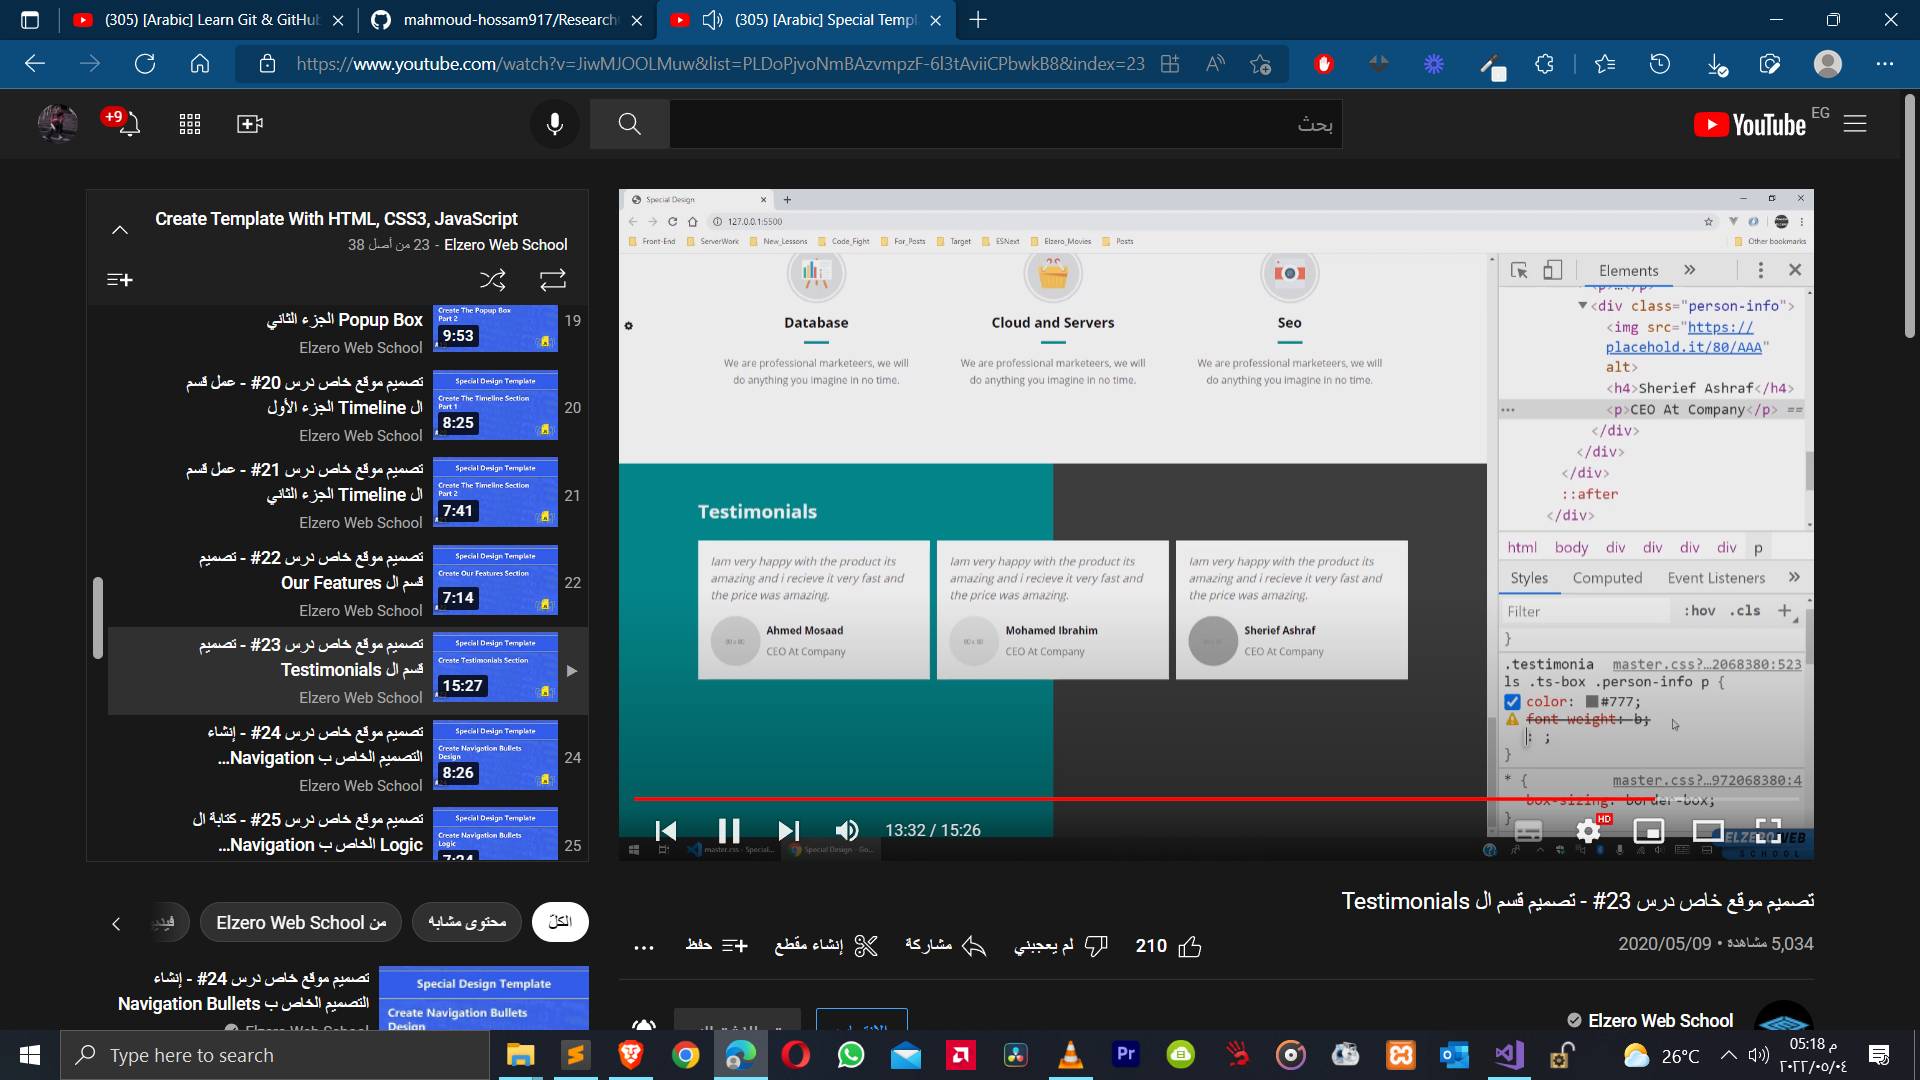 (305) [Arabic] Learn Git & GitHu
mahmoud-hossam917/Research
(305) [Arabic] Special Templ
https://www.youtube.com/watch?v=JiwMJOOLMuw&list=PLDoPjvoNmBAzvmpzF-6l3tAviiCPbwkB8&index=23
+9
بحث
YouTube EG
Create Template With HTML, CSS3, JavaScript
Elzero Web School - 23 من أصل 38
Popup Box الجزء الثاني
Elzero Web School
Create The Popup Box
Part 2
9:53
19
تصميم موقع خاص درس 20# - عمل قسم
ال Timeline الجزء الأول
Elzero Web School
Special Design Template
Create The Timeline Section
Part 1
8:25
20
تصميم موقع خاص درس 21# - عمل قسم
ال Timeline الجزء الثاني
Elzero Web School
Special Design Template
Create The Timeline Section
Part 2
7:41
21
تصميم موقع خاص درس 22# - تصميم
قسم ال Our Features
Elzero Web School
Special Design Template
Create Our Features Section
7:14
22
تصميم موقع خاص درس 23# - تصميم
قسم ال Testimonials
Elzero Web School
Special Design Template
Create Testimonials Section
15:27
تصميم موقع خاص درس 24# - إنشاء
التصميم الخاص ب Navigation...
Elzero Web School
Special Design Template
Create Navigation Bullets
Design
8:26
24
تصميم موقع خاص درس 25# - كتابة ال
Logic الخاص ب Navigation...
Special Design Template
Create Navigation Bullets
Logic
7:24
25
Special Design
127.0.0.1:5500
Front-End ServerWork New_Lessons Code_Fight For_Posts Target ESNext Elzero_Movies Posts Other bookmarks
Database
We are professional marketeers, we will
do anything you imagine in no time.
Cloud and Servers
We are professional marketeers, we will
do anything you imagine in no time.
Seo
We are professional marketeers, we will
do anything you imagine in no time.
Testimonials
Iam very happy with the product its
amazing and i recieve it very fast and
the price was amazing.
80 x 80
Ahmed Mosaad
CEO At Company
Iam very happy with the product its
amazing and i recieve it very fast and
the price was amazing.
80 x 80
Mohamed Ibrahim
CEO At Company
Iam very happy with the product its
amazing and i recieve it very fast and
the price was amazing.
Sherief Ashraf
CEO At Company
Elements
<div class="person-info">
<img src="https://
placehold.it/80/AAA"
alt>
<h4>Sherief Ashraf</h4>
<p>CEO At Company</p> ==
</div>
</div>
</div>
::after
</div>
html body div div div div p
Styles Computed Event Listeners
Filter :hov .cls +
}
.testimonia master.css?…2068380:523
ls .ts-box .person-info p {
color: #777;
font-weight: b;
: ;
}
* { master.css?…972068380:4
box-sizing: border-box;
}
13:32 / 15:26
HD
master.css - Special...
Special Design - Go...
ELZERO WEB
SCHOOL
تصميم موقع خاص درس 23# - تصميم قسم ال Testimonials
5,034 مشاهدة • 2020/05/09
210
لم يعجبني
مشاركة
إنشاء مقطع
حفظ
Elzero Web School
الكلّ
محتوى مشابه
من Elzero Web School
تصميم موقع خاص درس 24# - إنشاء
التصميم الخاص ب Navigation Bullets
Elzero Web School
Special Design Template
Create Navigation Bullets
Design
Type here to search
26°C
05:18 م
٢٠٢٢/٠٥/٠٤